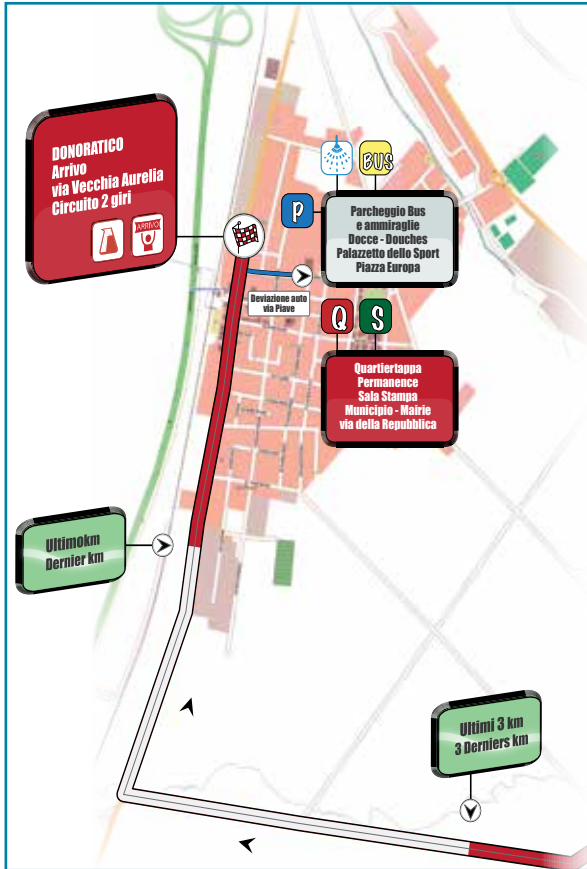 DONORATICO
Arrivo
via Vecchia Aurelia
Circuito 2 giri
ARRIVO
BUS
P
Parcheggio Bus
e ammiraglie
Docce - Douches
Palazzetto dello Sport
Piazza Europa
Deviazione auto
via Piave
Q S
Quartiertappa
Permanence
Sala Stampa
Municipio - Mairie
via della Repubblica
Ultimokm
Dernier km
Ultimi 3 km
3 Derniers km